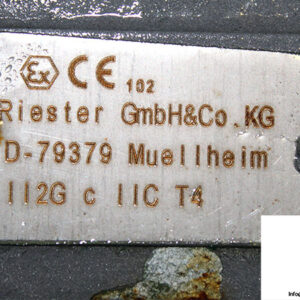 Ex CE 102
Riester GmbH&Co.KG
D-79379 Muellheim
II2G c IIC T4